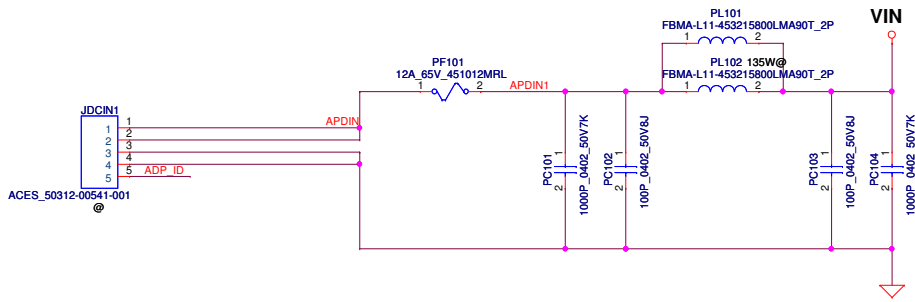 PL101
FBMA-L11-453215800LMA90T_2P
1 2
VIN
PL102 135W@
FBMA-L11-453215800LMA90T_2P
1 2
PF101
12A_65V_451012MRL
1 2
APDIN1
JDCIN1
1 1
2 2
3 3
4 4
5 5
APDIN
ADP_ID
ACES_50312-00541-001
@
PC101
1000P_0402_50V7K
1 2
PC102
100P_0402_50V8J
1 2
PC103
100P_0402_50V8J
1 2
PC104
1000P_0402_50V7K
1 2